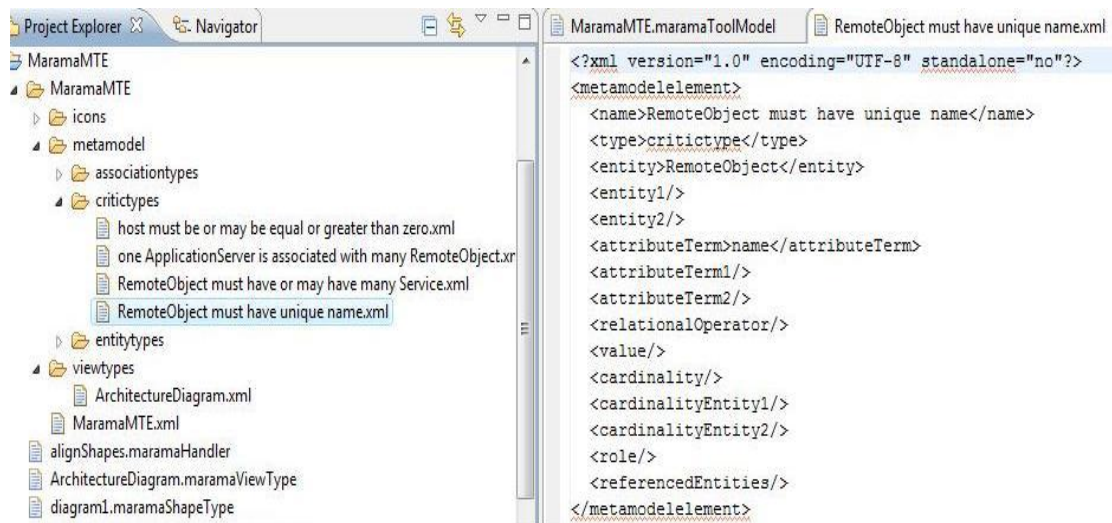 Project Explorer
Navigator
MaramaMTE
MaramaMTE
icons
metamodel
associationtypes
critictypes
host must be or may be equal or greater than zero.xml
one ApplicationServer is associated with many RemoteObject.xr
RemoteObject must have or may have many Service.xml
RemoteObject must have unique name.xml
entitytypes
viewtypes
ArchitectureDiagram.xml
MaramaMTE.xml
alignShapes.maramaHandler
ArchitectureDiagram.maramaViewType
diagram1.maramaShapeType
MaramaMTE.maramaToolModel
RemoteObject must have unique name.xml
<?xml version="1.0" encoding="UTF-8" standalone="no"?>
<metamodelelement>
<name>RemoteObject must have unique name</name>
<type>critictype</type>
<entity>RemoteObject</entity>
<entity1/>
<entity2/>
<attributeTerm>name</attributeTerm>
<attributeTerm1/>
<attributeTerm2/>
<relationalOperator/>
<value/>
<cardinality/>
<cardinalityEntity1/>
<cardinalityEntity2/>
<role/>
<referencedEntities/>
</metamodelelement>